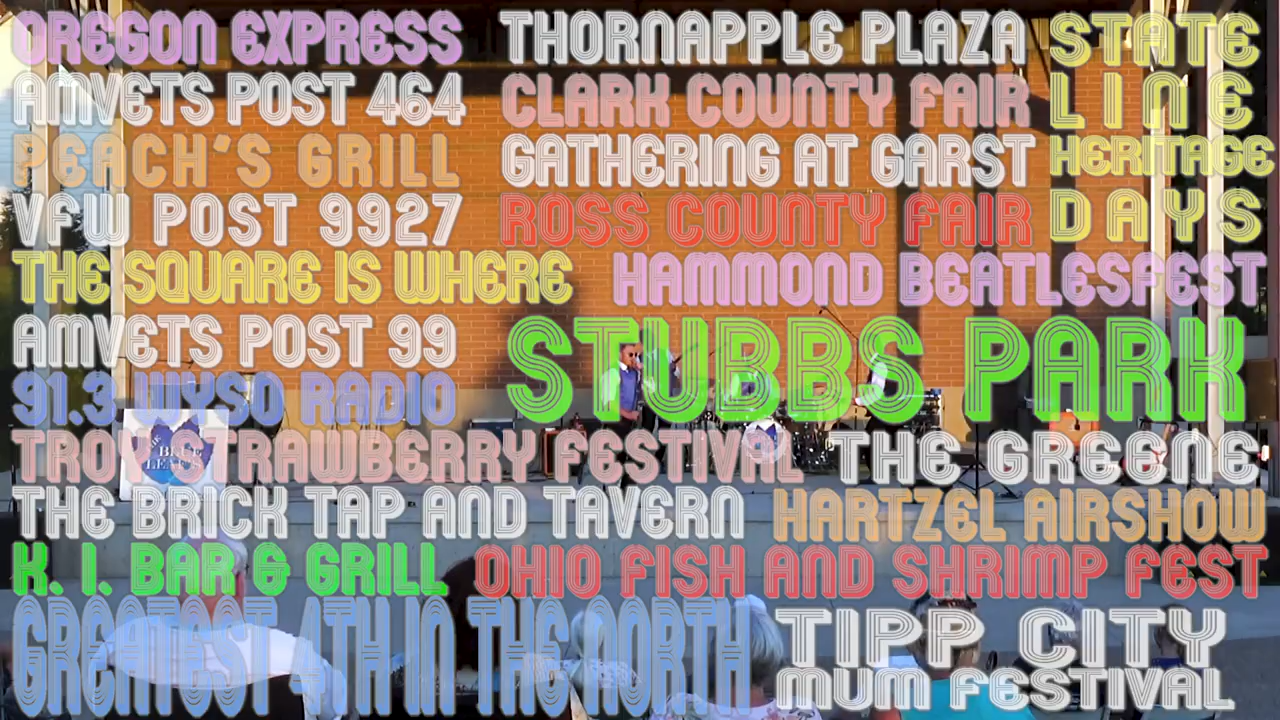 OREGON EXPRESS
THORNAPPLE PLAZA
STATE
LINE
HERITAGE
DAYS
AMVETS POST 464
CLARK COUNTY FAIR
PEACH'S GRILL
GATHERING AT GARST
VFW POST 9927
ROSS COUNTY FAIR
THE SQUARE IS WHERE
HAMMOND BEATLESFEST
AMVETS POST 99
STUBBS PARK
91.3 WYSO RADIO
TROY STRAWBERRY FESTIVAL
THE GREENE
BLUE
LEAFS
THE BRICK TAP AND TAVERN
HARTZEL AIRSHOW
K. I. BAR & GRILL
OHIO FISH AND SHRIMP FEST
GREATEST 4TH IN THE NORTH
TIPP CITY
MUM FESTIVAL